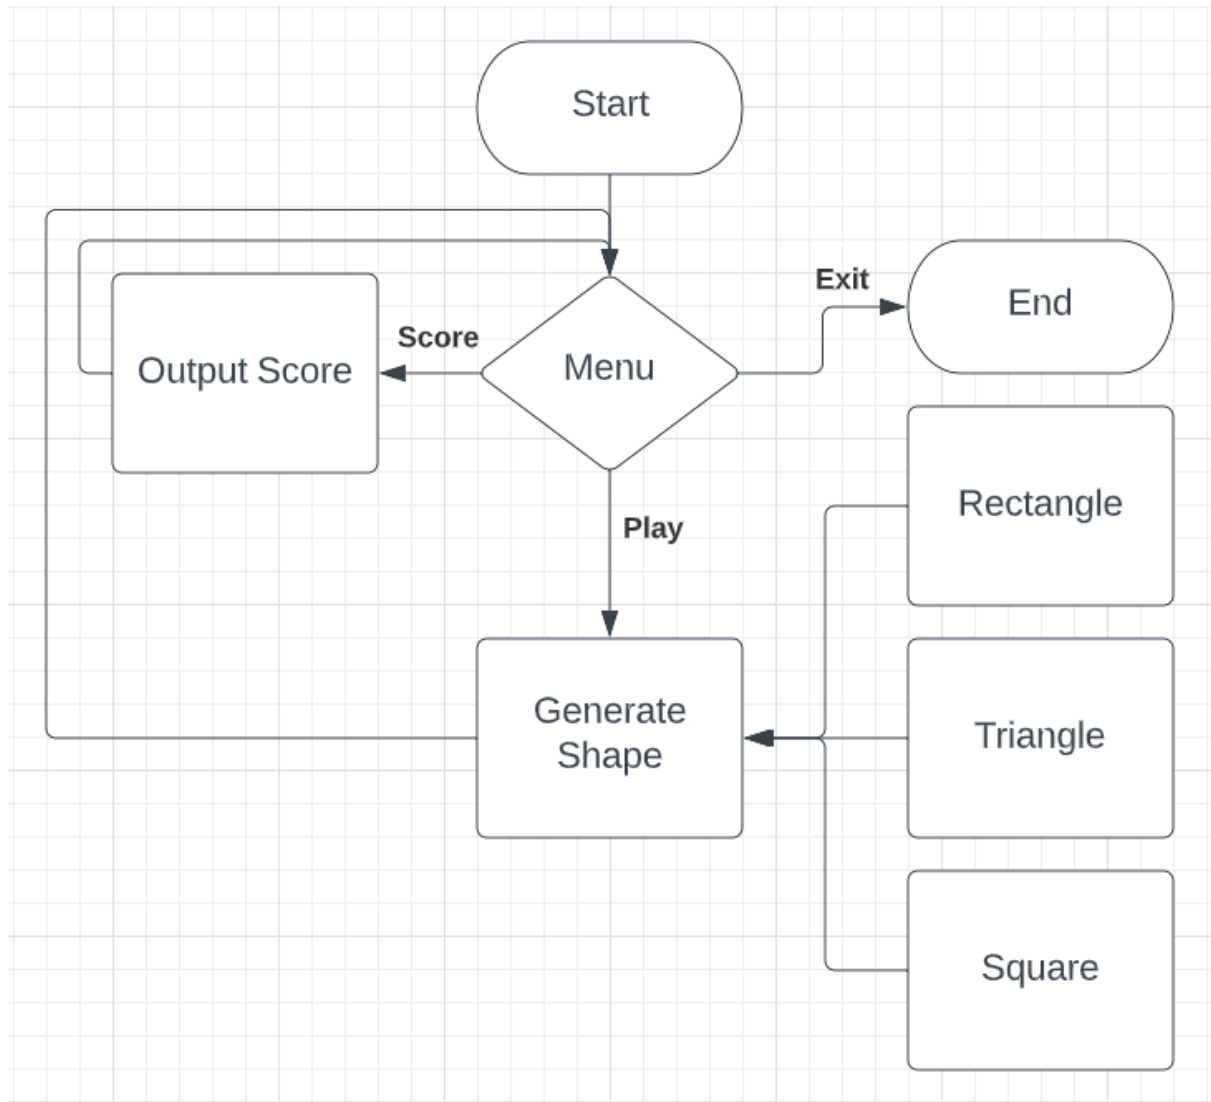 Start
Exit
End
Score
Output Score
Menu
Rectangle
Play
Generate
Shape
Triangle
Square